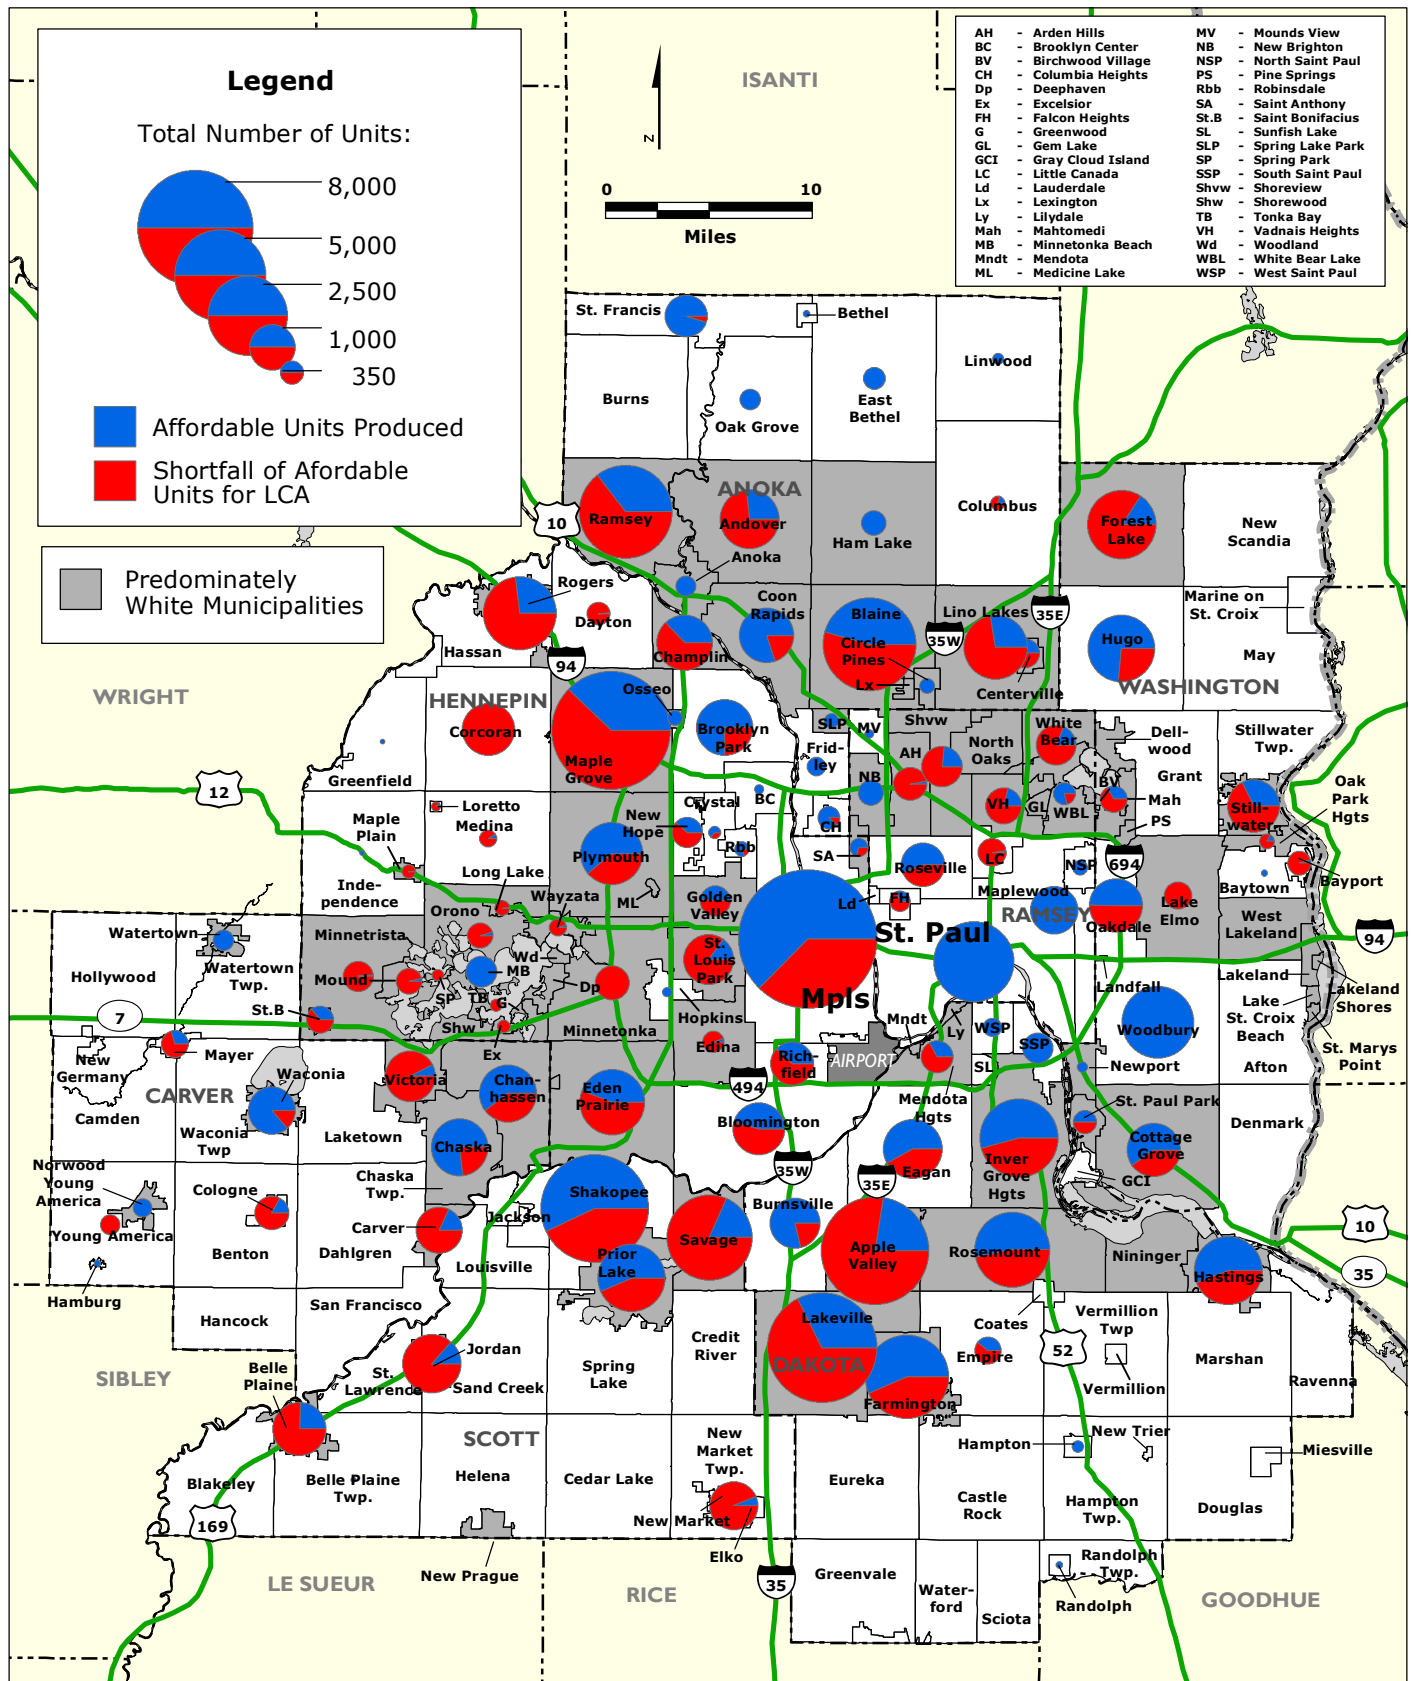 Legend
Total Number of Units:
8,000
5,000
2,500
1,000
350
Affordable Units Produced
Shortfall of Afordable
Units for LCA
Predominately
White Municipalities
z
0 10
Miles
AH - Arden Hills
BC - Brooklyn Center
BV - Birchwood Village
CH - Columbia Heights
Dp - Deephaven
Ex - Excelsior
FH - Falcon Heights
G - Greenwood
GL - Gem Lake
GCI - Gray Cloud Island
LC - Little Canada
Ld - Lauderdale
Lx - Lexington
Ly - Lilydale
Mah - Mahtomedi
MB - Minnetonka Beach
Mndt - Mendota
ML - Medicine Lake
MV - Mounds View
NB - New Brighton
NSP - North Saint Paul
PS - Pine Springs
Rbb - Robinsdale
SA - Saint Anthony
St.B - Saint Bonifacius
SL - Sunfish Lake
SLP - Spring Lake Park
SP - Spring Park
SSP - South Saint Paul
Shvw - Shoreview
Shw - Shorewood
TB - Tonka Bay
VH - Vadnais Heights
Wd - Woodland
WBL - White Bear Lake
WSP - West Saint Paul
ISANTI
St. Francis
Bethel
Linwood
Burns
Oak Grove
East
Bethel
ANOKA
Ramsey
Andover
Ham Lake
Columbus
Forest
Lake
New
Scandia
10
Anoka
Rogers
Dayton
Hassan
94
Champlin
Coon
Rapids
Blaine
Circle
Pines
Lx
35W
Lino Lakes
35E
Centerville
Hugo
Marine on
St. Croix
May
WASHINGTON
WRIGHT
HENNEPIN
Osseo
Corcoran
Maple
Grove
Brooklyn
Park
SLP
MV
Shvw
Frid-
ley
AH
North
Oaks
White
Bear
Dell-
wood
Grant
Stillwater
Twp.
Greenfield
12
Loretto
Medina
Maple
Plain
Crystal
BC
New
Hope
Rbb
CH
NB
SA
VH
GL
WBL
BV
Mah
PS
Still-
water
Oak
Park
Hgts
Plymouth
Long Lake
Inde-
pendence
Wayzata
ML
Golden
Valley
Roseville
LC
NSP
694
Maplewood
Ld
FH
RAMSEY
Oakdale
Lake
Elmo
Baytown
Bayport
West
Lakeland
94
Watertown
Minnetrista
Orono
St.
Louis
Park
St. Paul
Hollywood
Watertown
Twp.
Mound
Wd
MB
SP
TB
G
Dp
Mpls
Hopkins
Landfall
Lakeland
Lakeland
Shores
Lake
St. Croix
Beach
7
St.B
Shw
Ex
Minnetonka
Edina
Rich-
field
AIRPORT
Mndt
Ly
WSP
SSP
SL
Woodbury
Newport
Afton
St. Marys
Point
New
Germany
Mayer
CARVER
Waconia
Camden
Waconia
Twp
Victoria
Chan-
hassen
Eden
Prairie
494
Laketown
Chaska
Bloomington
Mendota
Hgts
Eagan
Inver
Grove
Hgts
St. Paul Park
Cottage
Grove
Denmark
GCI
Norwood
Young
America
Young America
Cologne
Benton
Chaska
Twp.
Carver
Dahlgren
Jackson
Louisville
Shakopee
Prior
Lake
Savage
35W
Burnsville
35E
Apple
Valley
Rosemount
Nininger
Hastings
10
35
Hamburg
Hancock
San Francisco
Coates
Vermillion
Twp
Vermillion
52
Marshan
Ravenna
SIBLEY
Belle
Plaine
St.
Lawrence
Jordan
Sand Creek
Spring
Lake
Credit
River
Lakeville
DAKOTA
Farmington
Empire
SCOTT
New
Market
Twp.
New Market
Elko
Hampton
New Trier
Miesville
Blakeley
Belle Plaine
Twp.
Helena
Cedar Lake
Eureka
Castle
Rock
Hampton
Twp.
Douglas
169
New Prague
LE SUEUR
RICE
35
Greenvale
Water-
ford
Sciota
Randolph
Twp.
Randolph
GOODHUE